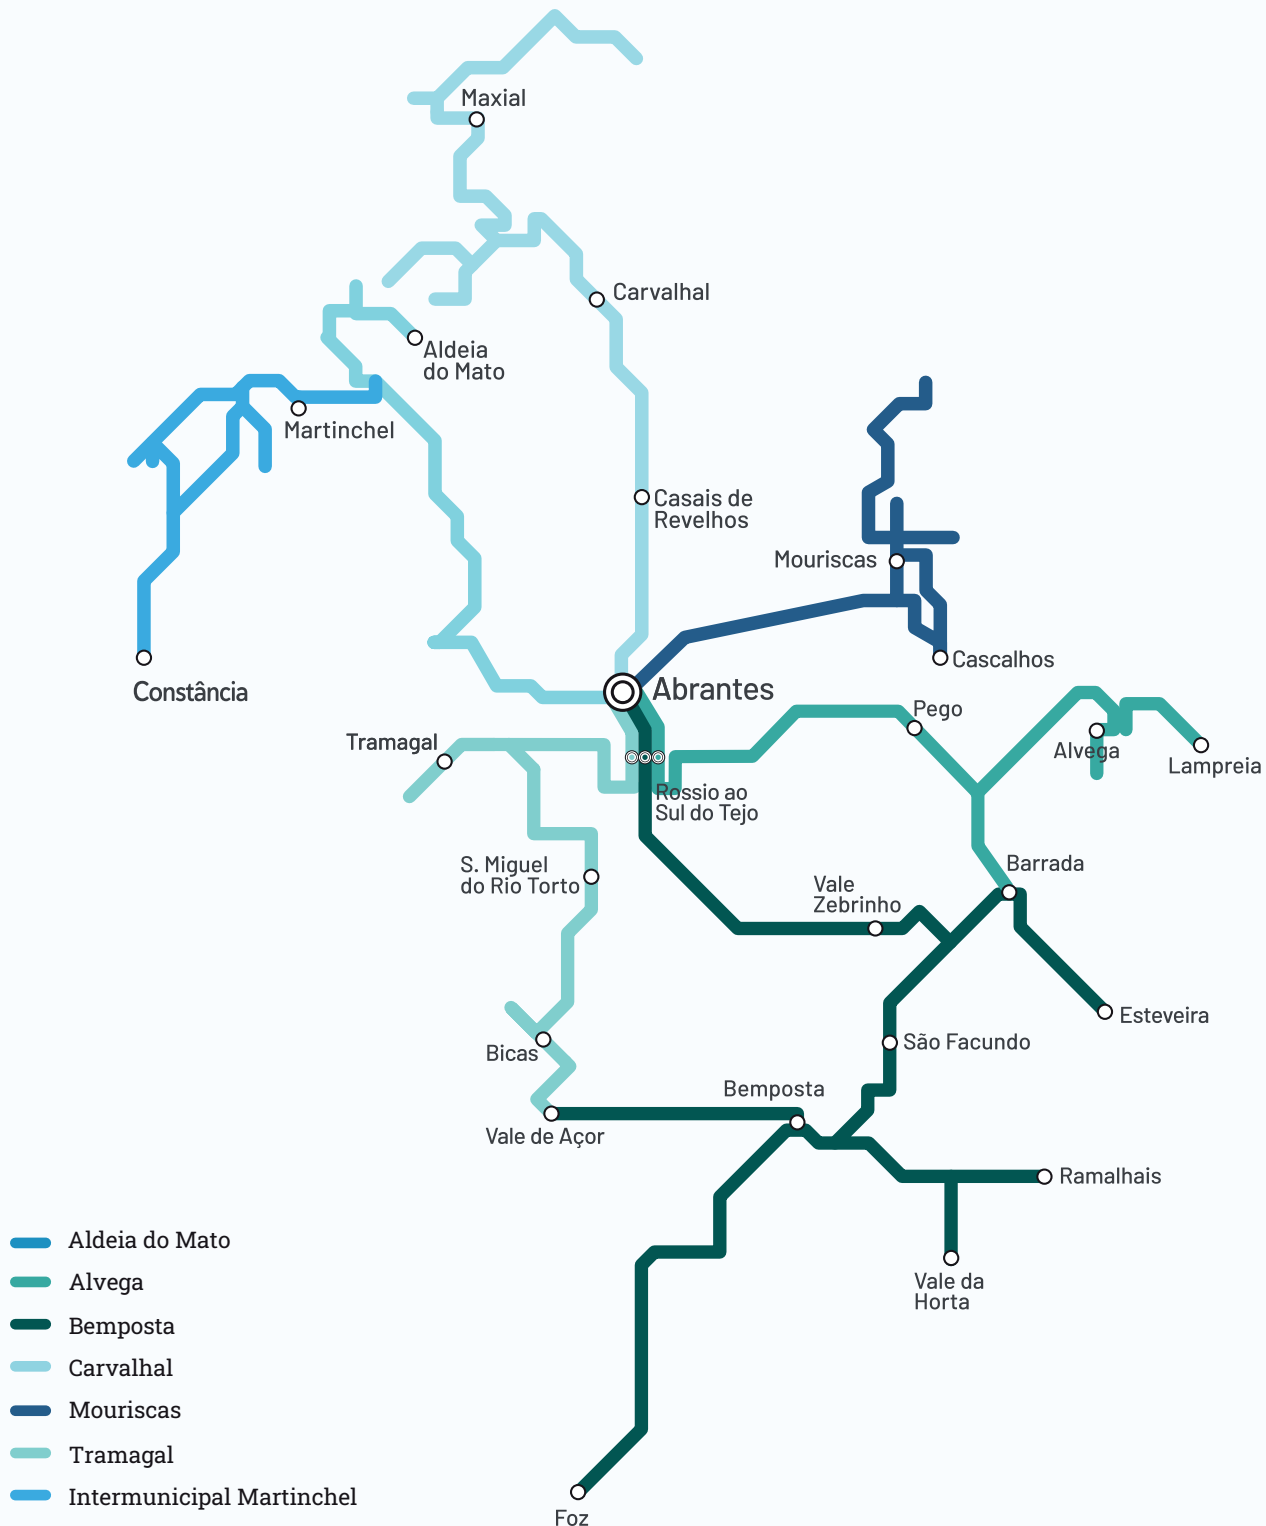 Maxial
Carvalhal
Aldeia
do Mato
Martinchel
Casais de
Revelhos
Mouriscas
Cascalhos
Constância
Abrantes
Pego
Tramagal
Alvega
Lampreia
Rossio ao
Sul do Tejo
S. Miguel
do Rio Torto
Barrada
Vale
Zebrinho
Esteveira
São Facundo
Bicas
Bemposta
Vale de Açor
Ramalhais
Vale da
Horta
Foz
Aldeia do Mato
Alvega
Bemposta
Carvalhal
Mouriscas
Tramagal
Intermunicipal Martinchel